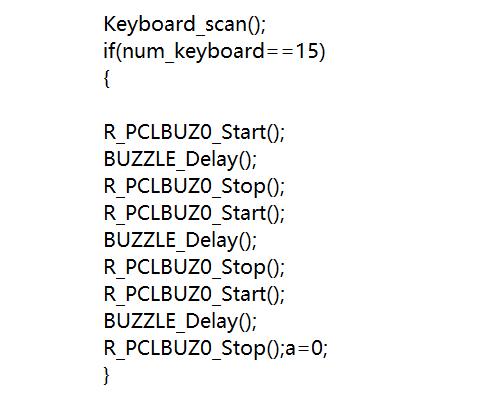 Keyboard_scan();
if(num_keyboard==15)
{
R_PCLBUZ0_Start();
BUZZLE_Delay();
R_PCLBUZ0_Stop();
R_PCLBUZ0_Start();
BUZZLE_Delay();
R_PCLBUZ0_Stop();
R_PCLBUZ0_Start();
BUZZLE_Delay();
R_PCLBUZ0_Stop();a=0;
}